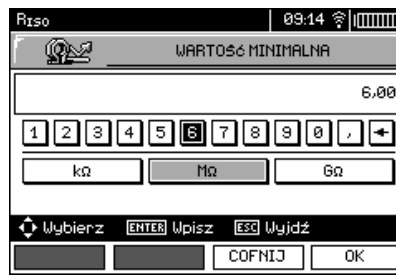 RISO 09:14
WARTOŚĆ MINIMALNA
6,00
1 2 3 4 5 6 7 8 9 0 ,
kΩ MΩ GΩ
Wybierz ENTER Wpisz ESC Wyjdź
COFNIJ OK